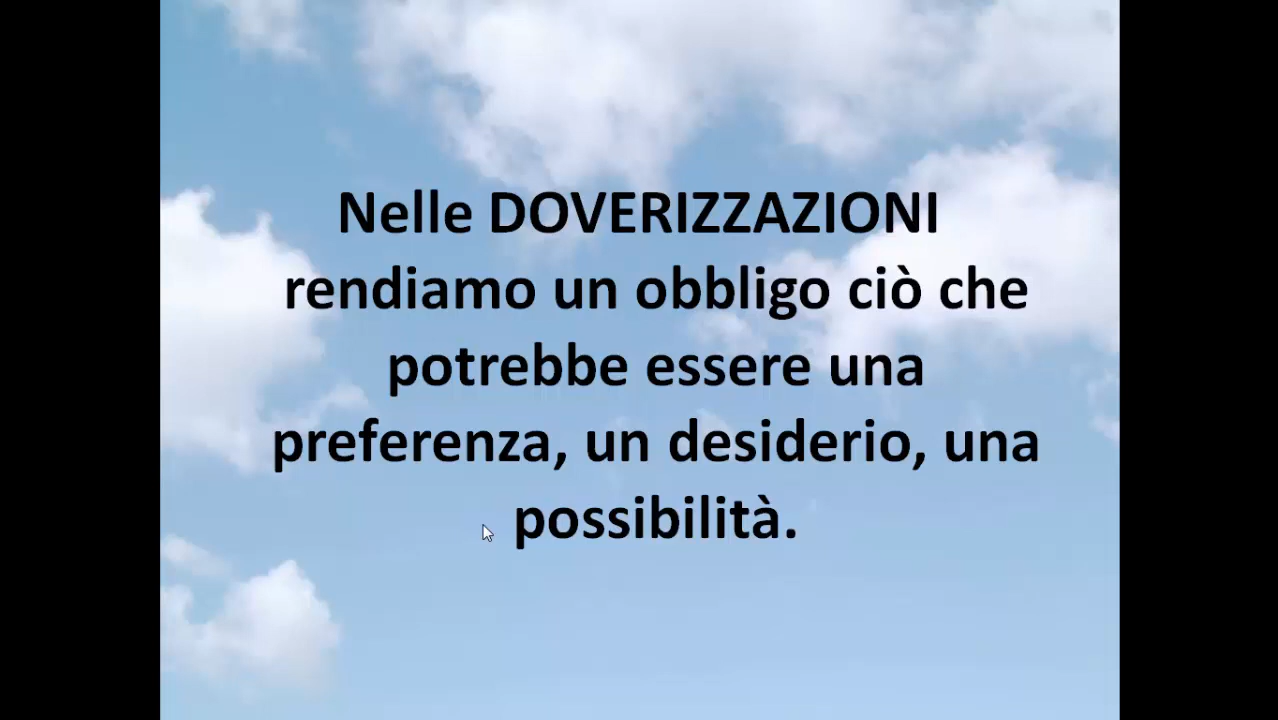 Nelle DOVERIZZAZIONI
rendiamo un obbligo ciò che
potrebbe essere una
preferenza, un desiderio, una
possibilità.